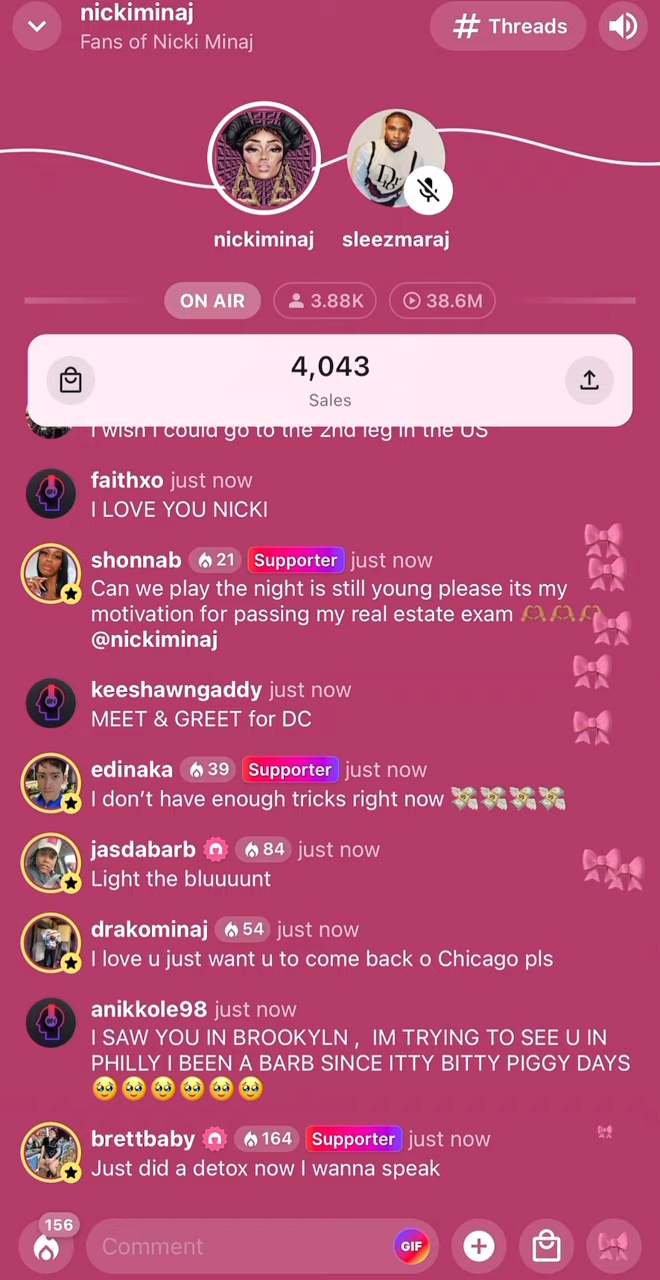 nickiminaj
Fans of Nicki Minaj
# Threads
nickiminaj
sleezmaraj
ON AIR
3.88K
38.6M
4,043
Sales
I wish I could go to the 2nd leg in the US
faithxo just now
I LOVE YOU NICKI
shonnab 21 Supporter just now
Can we play the night is still young please its my
motivation for passing my real estate exam 🫶🫶🫶
@nickiminaj
keeshawngaddy just now
MEET & GREET for DC
edinaka 39 Supporter just now
I don’t have enough tricks right now 💸💸💸💸
jasdabarb 84 just now
Light the bluuuunt
drakominaj 54 just now
I love u just want u to come back o Chicago pls
anikkole98 just now
I SAW YOU IN BROOKYLN , IM TRYING TO SEE U IN
PHILLY I BEEN A BARB SINCE ITTY BITTY PIGGY DAYS
🥹🥹🥹🥹🥹🥹
brettbaby 164 Supporter just now
Just did a detox now I wanna speak
156
Comment
GIF